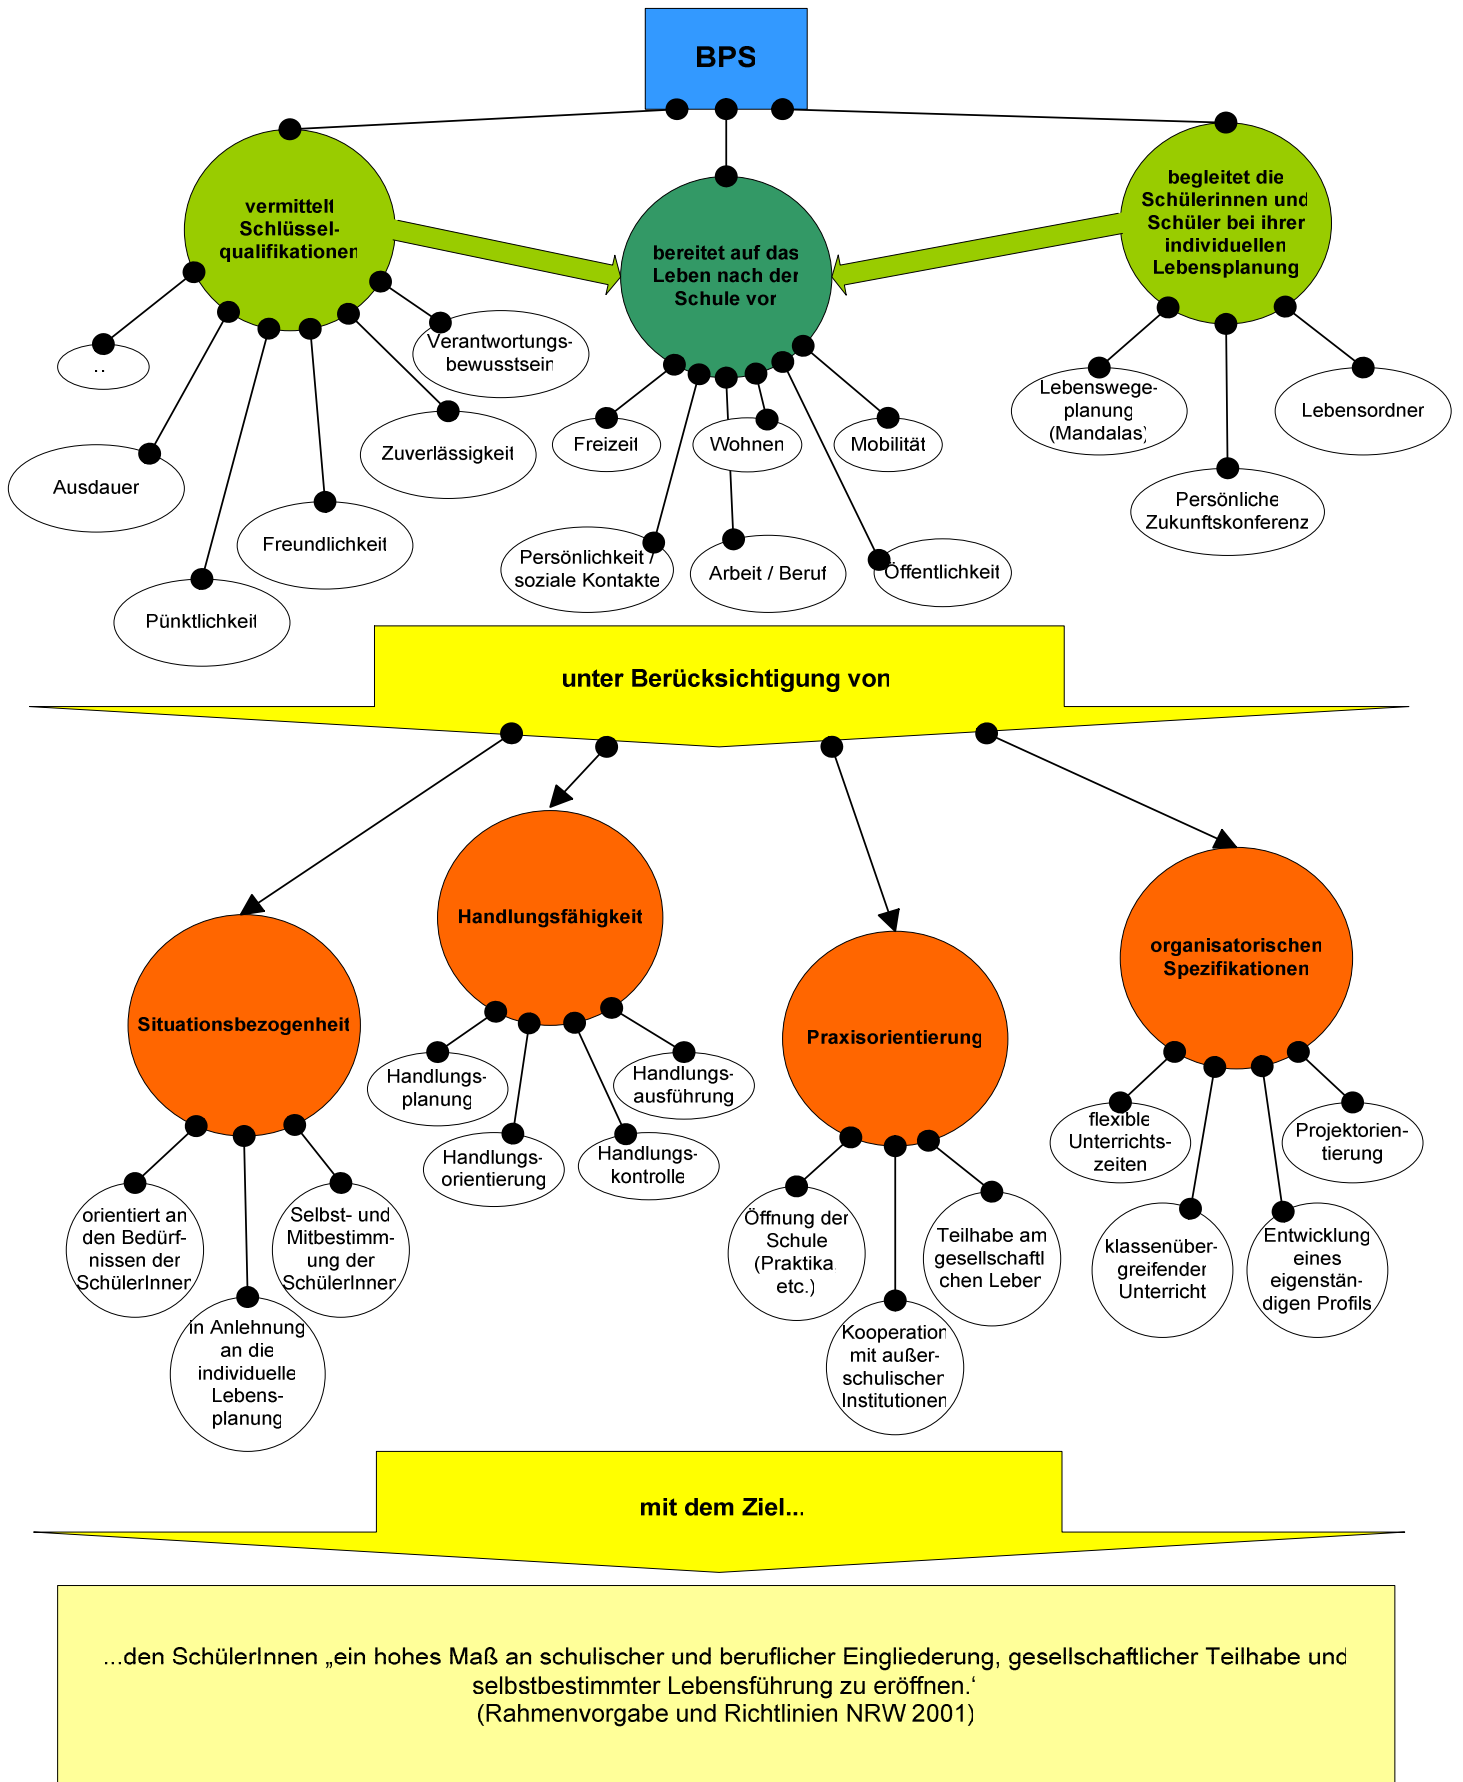 BPS
vermittelt
Schlüssel-
qualifikationen
bereitet auf das
Leben nach der
Schule vor
begleitet die
Schülerinnen und
Schüler bei ihrer
individuellen
Lebensplanung
..
Ausdauer
Pünktlichkeit
Freundlichkeit
Zuverlässigkeit
Verantwortungs-
bewusstsein
Freizeit
Persönlichkeit /
soziale Kontakte
Wohnen
Arbeit / Beruf
Öffentlichkeit
Mobilität
Lebenswege-
planung
(Mandalas)
Persönliche
Zukunftskonferenz
Lebensordner
unter Berücksichtigung von
Situationsbezogenheit
Handlungsfähigkeit
Praxisorientierung
organisatorischen
Spezifikationen
orientiert an
den Bedürf-
nissen der
SchülerInnen
in Anlehnung
an die
individuelle
Lebens-
planung
Selbst- und
Mitbestimm-
ung der
SchülerInnen
Handlungs-
planung
Handlungs-
orientierung
Handlungs-
kontrolle
Handlungs-
ausführung
Öffnung der
Schule
(Praktika
etc.)
Kooperation
mit außer-
schulischen
Institutionen
Teilhabe am
gesellschaftl
chen Leben
flexible
Unterrichts-
zeiten
klassenüber-
greifender
Unterricht
Entwicklung
eines
eigenstän-
digen Profils
Projektorien-
tierung
mit dem Ziel...
...den SchülerInnen „ein hohes Maß an schulischer und beruflicher Eingliederung, gesellschaftlicher Teilhabe und
selbstbestimmter Lebensführung zu eröffnen.‘
(Rahmenvorgabe und Richtlinien NRW 2001)